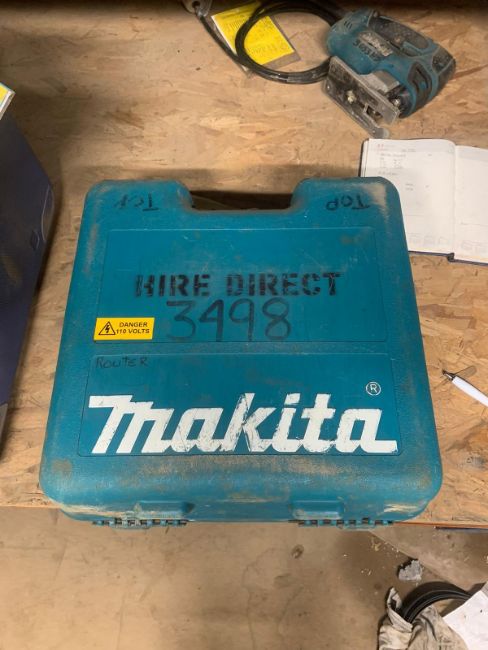 TOP
TOP
HIRE DIRECT
3498
DANGER
110 VOLTS
ROUTER
makita®